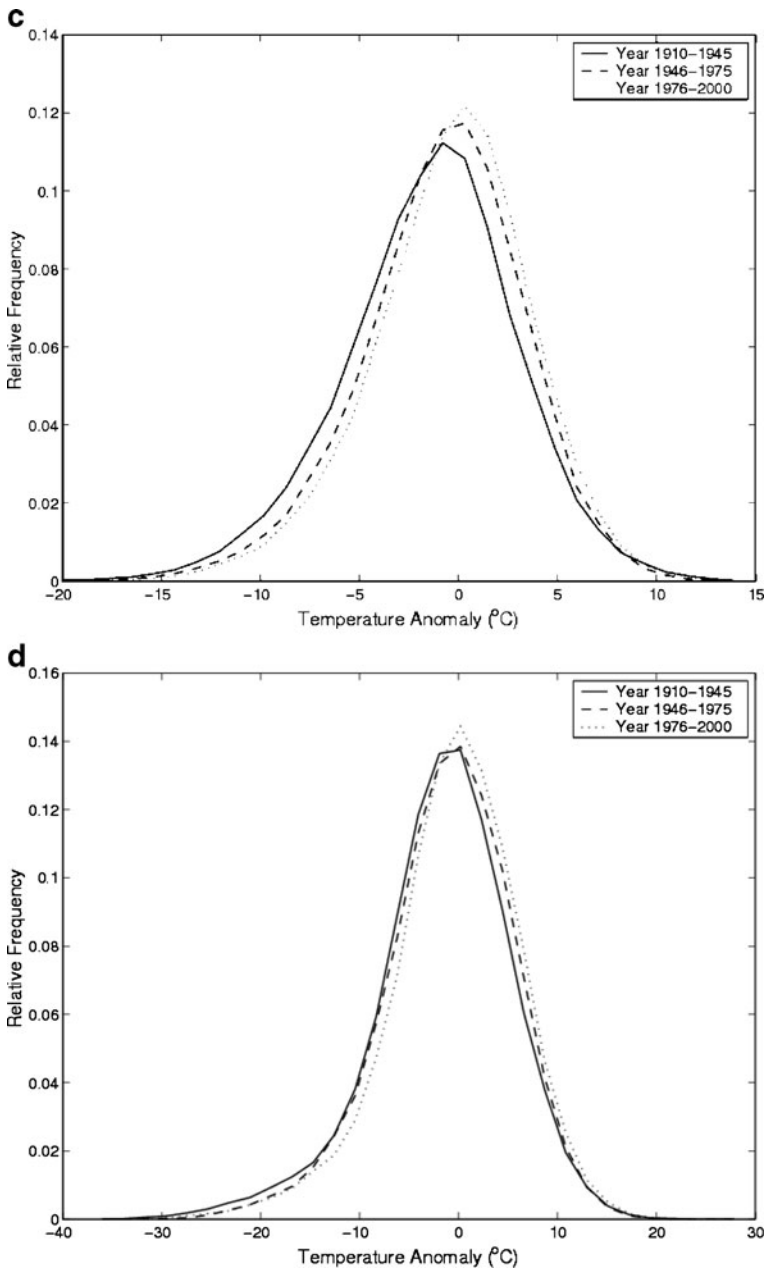 c
0.14
0.12
0.1
0.08
0.06
0.04
0.02
0
Relative Frequency
Year 1910−1945
Year 1946−1975
Year 1976−2000
−20 −15 −10 −5 0 5 10 15
Temperature Anomaly (°C)
d
0.16
0.14
0.12
0.1
0.08
0.06
0.04
0.02
0
Relative Frequency
Year 1910−1945
Year 1946−1975
Year 1976−2000
−40 −30 −20 −10 0 10 20 30
Temperature Anomaly (°C)